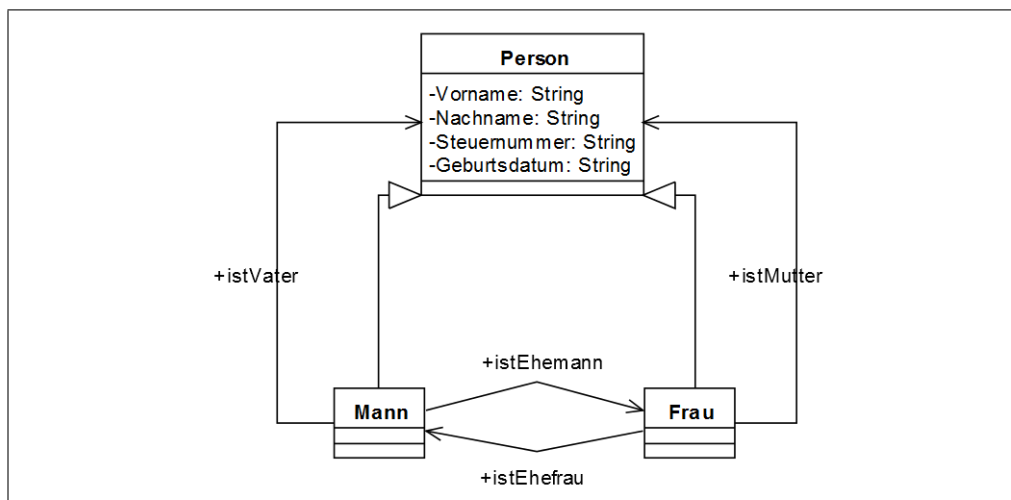 Person
-Vorname: String
-Nachname: String
-Steuernummer: String
-Geburtsdatum: String
+istVater
+istMutter
+istEhemann
Mann
Frau
+istEhefrau